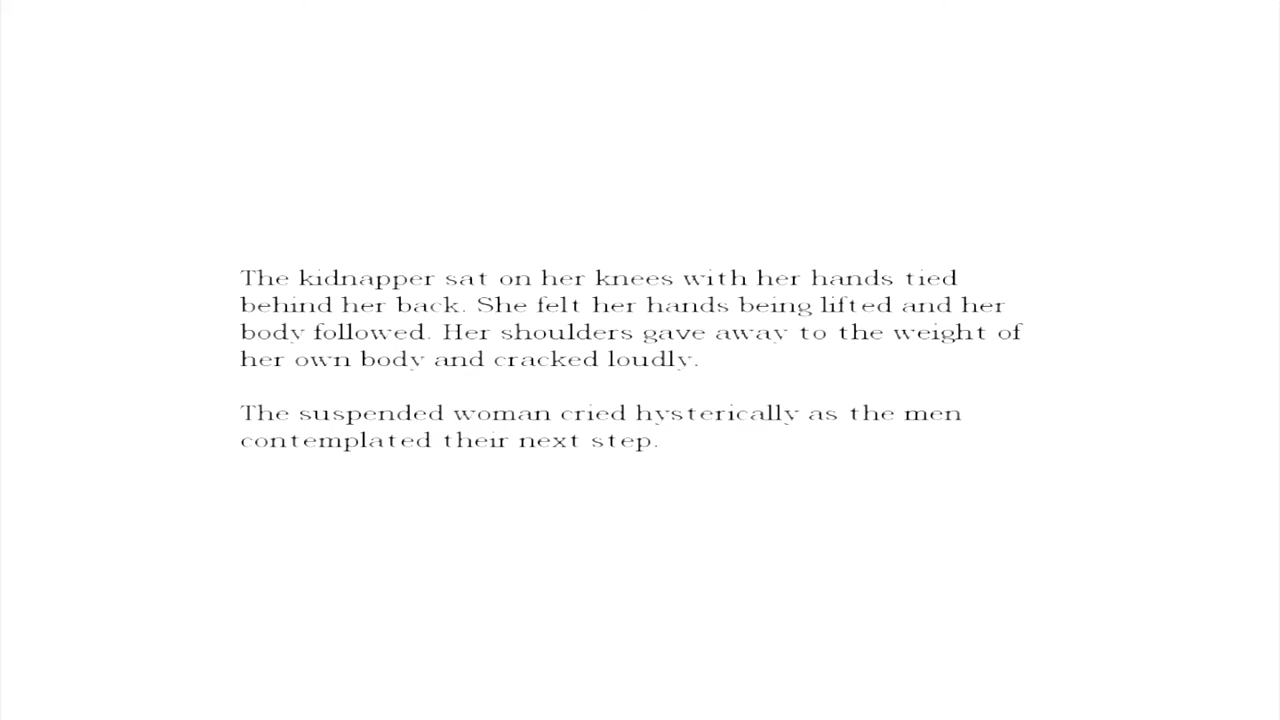 The kidnapper sat on her knees with her hands tied
behind her back. She felt her hands being lifted and her
body followed. Her shoulders gave away to the weight of
her own body and cracked loudly.
The suspended woman cried hysterically as the men
contemplated their next step.